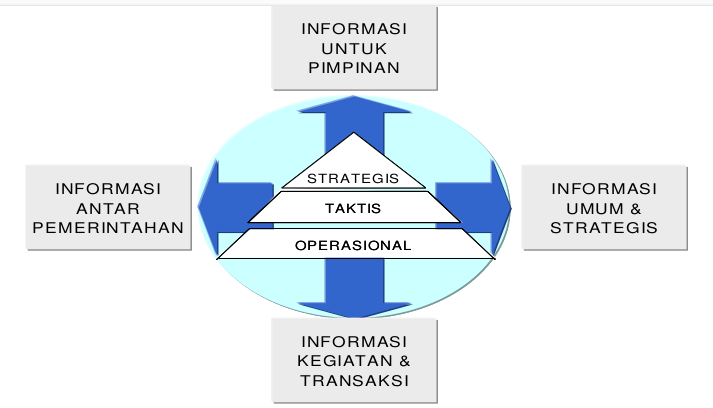 INFORMASI
UNTUK
PIMPINAN
STRATEGIS
TAKTIS
OPERASIONAL
INFORMASI
ANTAR
PEMERINTAHAN
INFORMASI
UMUM &
STRATEGIS
INFORMASI
KEGIATAN &
TRANSAKSI